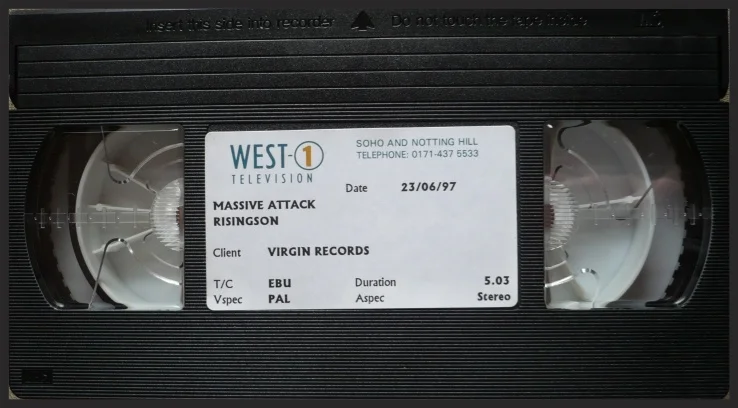 Insert this side into recorder Do not touch the tape inside
WEST-1
TELEVISION
SOHO AND NOTTING HILL
TELEPHONE: 0171-437 5533
Date 23/06/97
MASSIVE ATTACK
RISINGSON
Client VIRGIN RECORDS
T/C EBU Duration 5.03
Vspec PAL Aspec Stereo